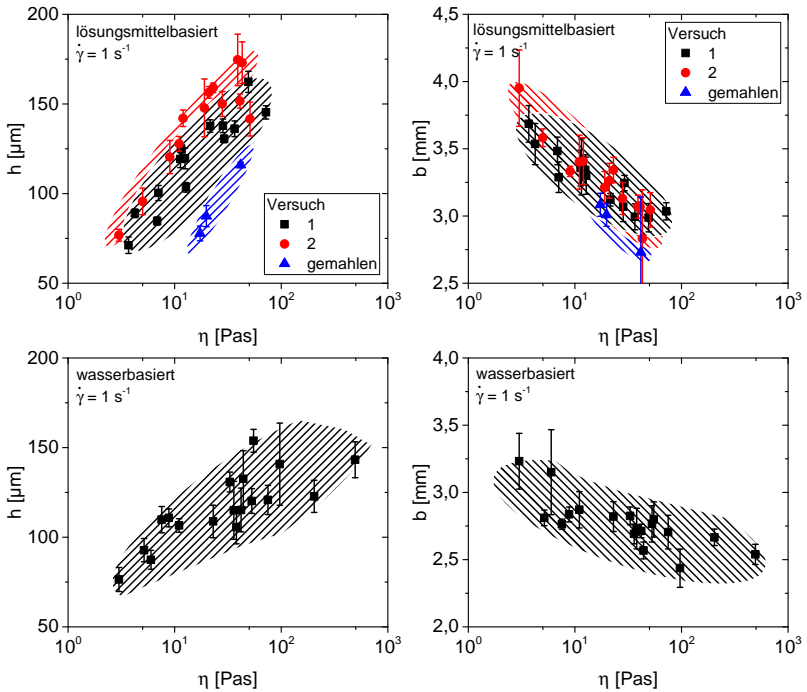 200
150
100
50
h [µm]
lösungsmittelbasiert
γ̇ = 1 s⁻¹
Versuch
1
2
gemahlen
10⁰ 10¹ 10² 10³
η [Pas]
4,5
4,0
3,5
3,0
2,5
b [mm]
lösungsmittelbasiert
γ̇ = 1 s⁻¹
Versuch
1
2
gemahlen
10⁰ 10¹ 10² 10³
η [Pas]
200
150
100
50
h [µm]
wasserbasiert
γ̇ = 1 s⁻¹
10⁰ 10¹ 10² 10³
η [Pas]
4,0
3,5
3,0
2,5
2,0
b [mm]
wasserbasiert
γ̇ = 1 s⁻¹
10⁰ 10¹ 10² 10³
η [Pas]